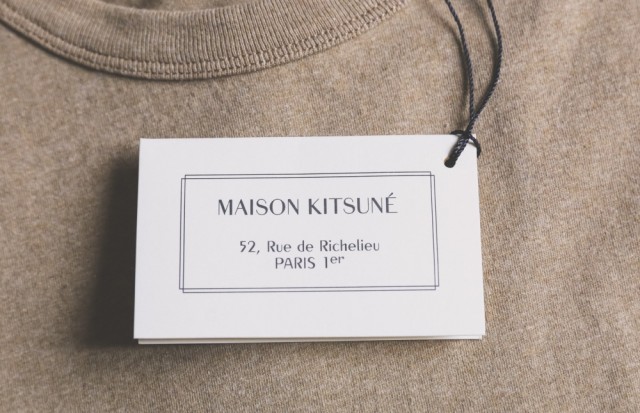 MAISON KITSUNÉ
52, Rue de Richelieu
PARIS 1er